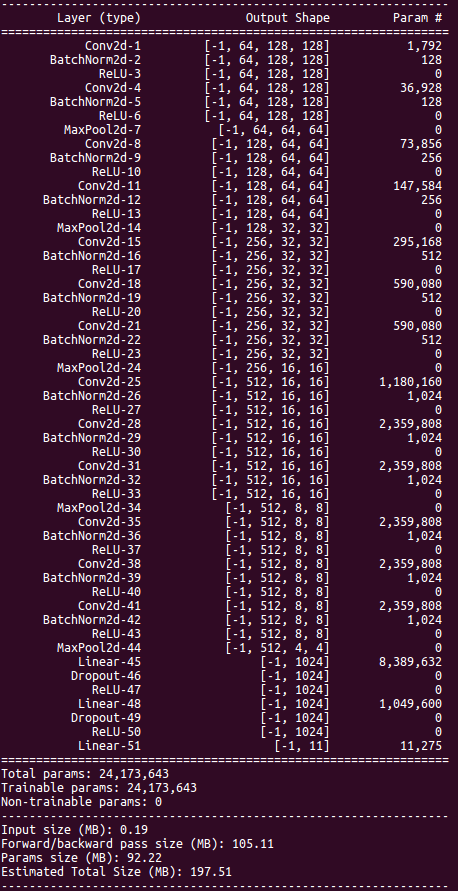 ----------------------------------------------------------------
Layer (type) Output Shape Param #
================================================================
Conv2d-1 [-1, 64, 128, 128] 1,792
BatchNorm2d-2 [-1, 64, 128, 128] 128
ReLU-3 [-1, 64, 128, 128] 0
Conv2d-4 [-1, 64, 128, 128] 36,928
BatchNorm2d-5 [-1, 64, 128, 128] 128
ReLU-6 [-1, 64, 128, 128] 0
MaxPool2d-7 [-1, 64, 64, 64] 0
Conv2d-8 [-1, 128, 64, 64] 73,856
BatchNorm2d-9 [-1, 128, 64, 64] 256
ReLU-10 [-1, 128, 64, 64] 0
Conv2d-11 [-1, 128, 64, 64] 147,584
BatchNorm2d-12 [-1, 128, 64, 64] 256
ReLU-13 [-1, 128, 64, 64] 0
MaxPool2d-14 [-1, 128, 32, 32] 0
Conv2d-15 [-1, 256, 32, 32] 295,168
BatchNorm2d-16 [-1, 256, 32, 32] 512
ReLU-17 [-1, 256, 32, 32] 0
Conv2d-18 [-1, 256, 32, 32] 590,080
BatchNorm2d-19 [-1, 256, 32, 32] 512
ReLU-20 [-1, 256, 32, 32] 0
Conv2d-21 [-1, 256, 32, 32] 590,080
BatchNorm2d-22 [-1, 256, 32, 32] 512
ReLU-23 [-1, 256, 32, 32] 0
MaxPool2d-24 [-1, 256, 16, 16] 0
Conv2d-25 [-1, 512, 16, 16] 1,180,160
BatchNorm2d-26 [-1, 512, 16, 16] 1,024
ReLU-27 [-1, 512, 16, 16] 0
Conv2d-28 [-1, 512, 16, 16] 2,359,808
BatchNorm2d-29 [-1, 512, 16, 16] 1,024
ReLU-30 [-1, 512, 16, 16] 0
Conv2d-31 [-1, 512, 16, 16] 2,359,808
BatchNorm2d-32 [-1, 512, 16, 16] 1,024
ReLU-33 [-1, 512, 16, 16] 0
MaxPool2d-34 [-1, 512, 8, 8] 0
Conv2d-35 [-1, 512, 8, 8] 2,359,808
BatchNorm2d-36 [-1, 512, 8, 8] 1,024
ReLU-37 [-1, 512, 8, 8] 0
Conv2d-38 [-1, 512, 8, 8] 2,359,808
BatchNorm2d-39 [-1, 512, 8, 8] 1,024
ReLU-40 [-1, 512, 8, 8] 0
Conv2d-41 [-1, 512, 8, 8] 2,359,808
BatchNorm2d-42 [-1, 512, 8, 8] 1,024
ReLU-43 [-1, 512, 8, 8] 0
MaxPool2d-44 [-1, 512, 4, 4] 0
Linear-45 [-1, 1024] 8,389,632
Dropout-46 [-1, 1024] 0
ReLU-47 [-1, 1024] 0
Linear-48 [-1, 1024] 1,049,600
Dropout-49 [-1, 1024] 0
ReLU-50 [-1, 1024] 0
Linear-51 [-1, 11] 11,275
================================================================
Total params: 24,173,643
Trainable params: 24,173,643
Non-trainable params: 0
----------------------------------------------------------------
Input size (MB): 0.19
Forward/backward pass size (MB): 105.11
Params size (MB): 92.22
Estimated Total Size (MB): 197.51
----------------------------------------------------------------